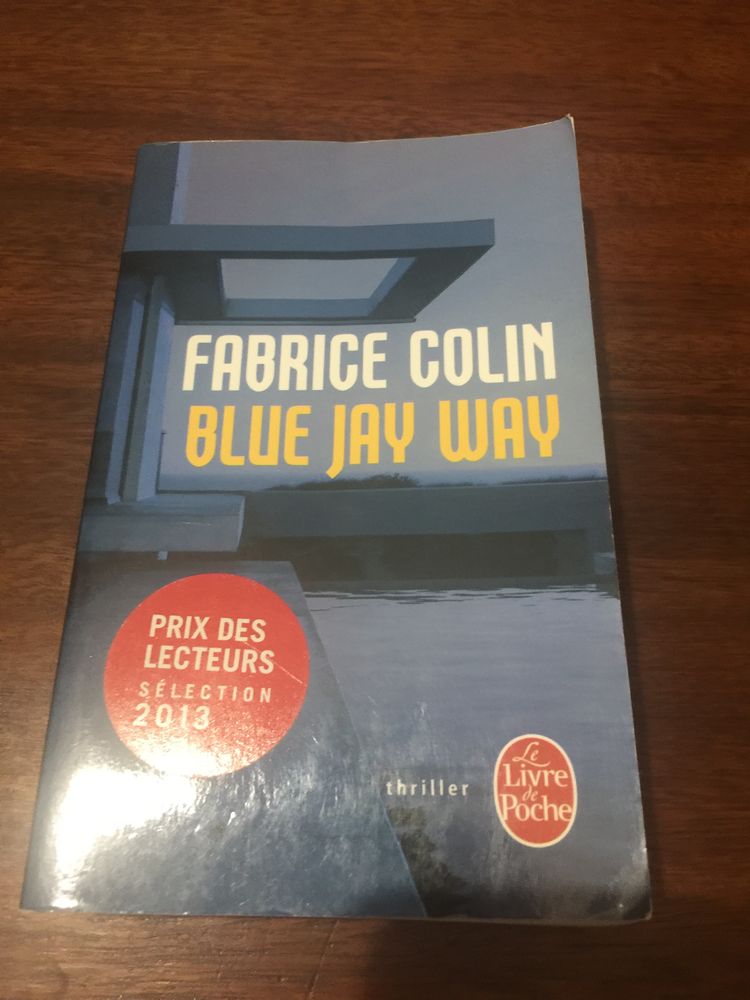 FABRICE COLIN
BLUE JAY WAY
PRIX DES
LECTEURS
SÉLECTION
2013
thriller
Le
Livre
de
Poche